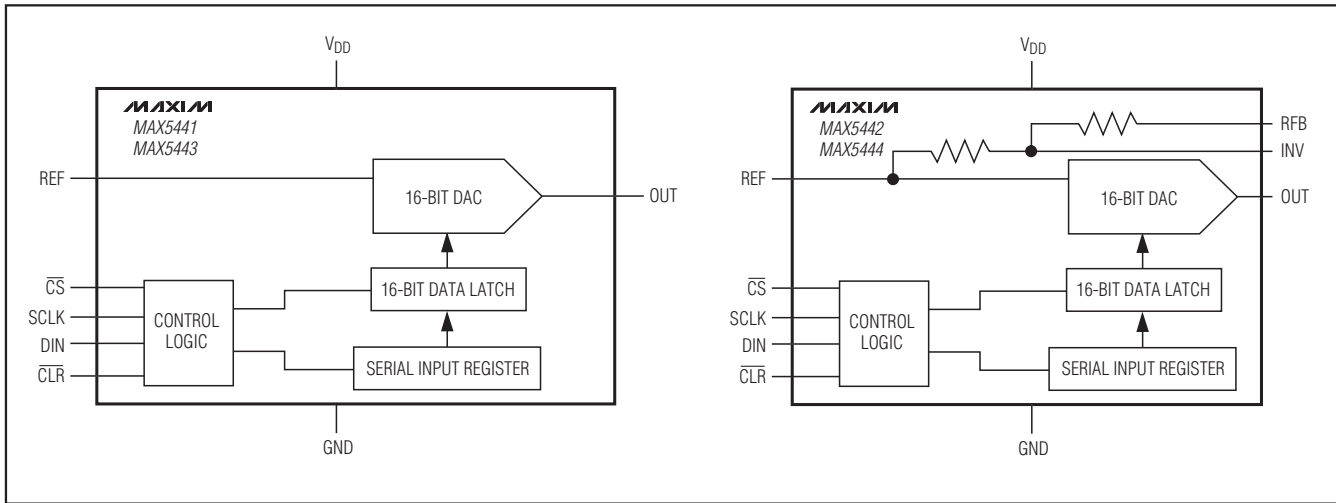 VDD
MAXIM
MAX5441
MAX5443
REF
16-BIT DAC
OUT
CS
16-BIT DATA LATCH
SCLK
CONTROL
LOGIC
DIN
SERIAL INPUT REGISTER
CLR
GND
VDD
MAXIM
MAX5442
MAX5444
RFB
INV
REF
16-BIT DAC
OUT
CS
16-BIT DATA LATCH
SCLK
CONTROL
LOGIC
DIN
SERIAL INPUT REGISTER
CLR
GND